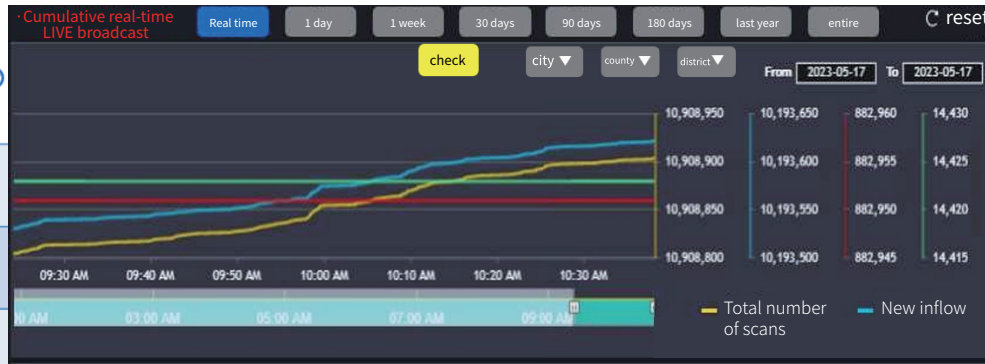 · Cumulative real-time
LIVE broadcast
Real time
1 day
1 week
30 days
90 days
180 days
last year
entire
reset
check
city ▼
county ▼
district ▼
From 2023-05-17 To 2023-05-17
10,908,950 10,193,650 882,960 14,430
10,908,900 10,193,600 882,955 14,425
10,908,850 10,193,550 882,950 14,420
10,908,800 10,193,500 882,945 14,415
09:30 AM 09:40 AM 09:50 AM 10:00 AM 10:10 AM 10:20 AM 10:30 AM
AM 03:00 AM 05:00 AM 07:00 AM 09:00 AM
Total number
of scans
New inflow